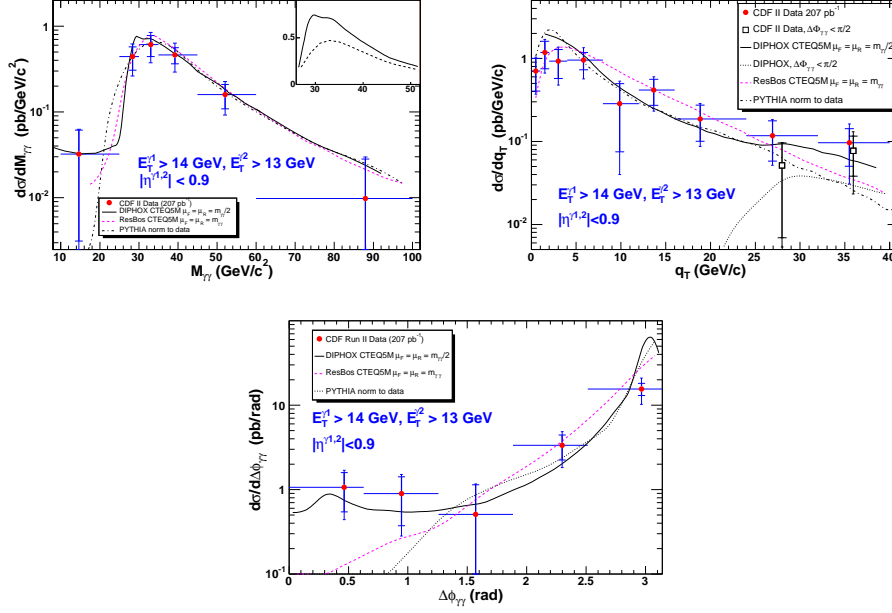 dσ/dM_γγ (pb/GeV/c²)
1
10⁻¹
10⁻²
0.5
0
30 40 50
E_T^γ1 > 14 GeV, E_T^γ2 > 13 GeV
|η^γ1,2| < 0.9
CDF II Data (207 pb⁻¹)
DIPHOX CTEQ5M μ_F = μ_R = m_γγ/2
ResBos CTEQ5M μ_F = μ_R = m_γγ
PYTHIA norm to data
10 20 30 40 50 60 70 80 90 100
M_γγ (GeV/c²)
dσ/dq_T (pb/GeV/c)
1
10⁻¹
10⁻²
CDF II Data 207 pb⁻¹
CDF II Data, ΔΦ_γγ < π/2
DIPHOX CTEQ5M μ_F = μ_R = m_γγ/2
DIPHOX, ΔΦ_γγ < π/2
ResBos CTEQ5M μ_F = μ_R = m_γγ
PYTHIA norm to data
E_T^γ1 > 14 GeV, E_T^γ2 > 13 GeV
|η^γ1,2|<0.9
0 5 10 15 20 25 30 35 40
q_T (GeV/c)
dσ/dΔϕ_γγ (pb/rad)
10
1
10⁻¹
CDF Run II Data (207 pb⁻¹)
DIPHOX CTEQ5M μ_F = μ_R = m_γγ/2
ResBos CTEQ5M μ_F = μ_R = m_γγ
PYTHIA norm to data
E_T^γ1 > 14 GeV, E_T^γ2 > 13 GeV
|η^γ1,2|<0.9
0 0.5 1 1.5 2 2.5 3
Δϕ_γγ (rad)